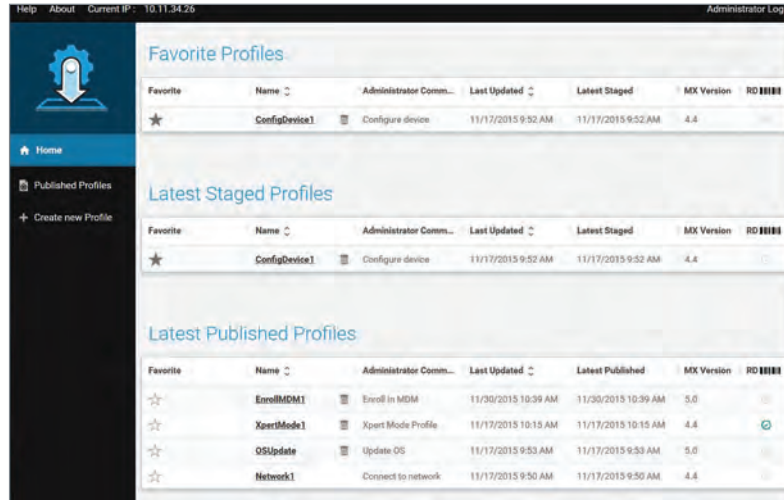 Help About Current IP : 10.11.34.26 Administrator Log
Home
Published Profiles
+ Create new Profile
Favorite Profiles
Favorite Name Administrator Comm... Last Updated Latest Staged MX Version RD
ConfigDevice1 Configure device 11/17/2015 9:52 AM 11/17/2015 9:52 AM 4.4
Latest Staged Profiles
Favorite Name Administrator Comm... Last Updated Latest Staged MX Version RD
ConfigDevice1 Configure device 11/17/2015 9:52 AM 11/17/2015 9:52 AM 4.4
Latest Published Profiles
Favorite Name Administrator Comm... Last Updated Latest Published MX Version RD
EnrollMDM1 Enroll in MDM 11/30/2015 10:39 AM 11/30/2015 10:39 AM 5.0
XpertMode1 Xpert Mode Profile 11/17/2015 10:15 AM 11/17/2015 10:15 AM 4.4
OSUpdate Update OS 11/17/2015 9:53 AM 11/17/2015 9:53 AM 5.0
Network1 Connect to network 11/17/2015 9:50 AM 11/17/2015 9:50 AM 4.4